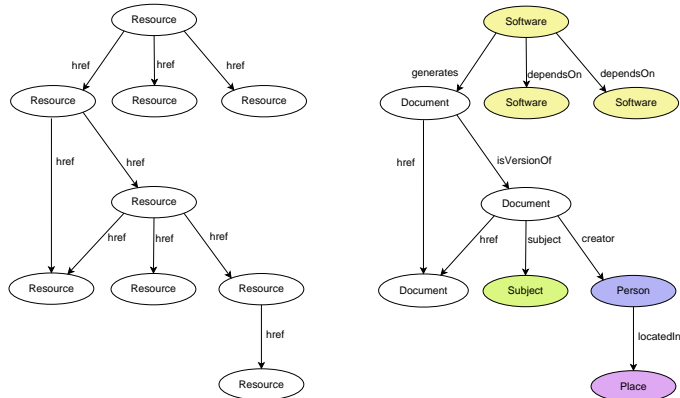 Resource
href
href
href
Resource
Resource
Resource
href
href
Resource
href
href
href
Resource
Resource
Resource
href
Resource
Software
generates
dependsOn
dependsOn
Document
Software
Software
href
isVersionOf
Document
href
subject
creator
Document
Subject
Person
locatedIn
Place